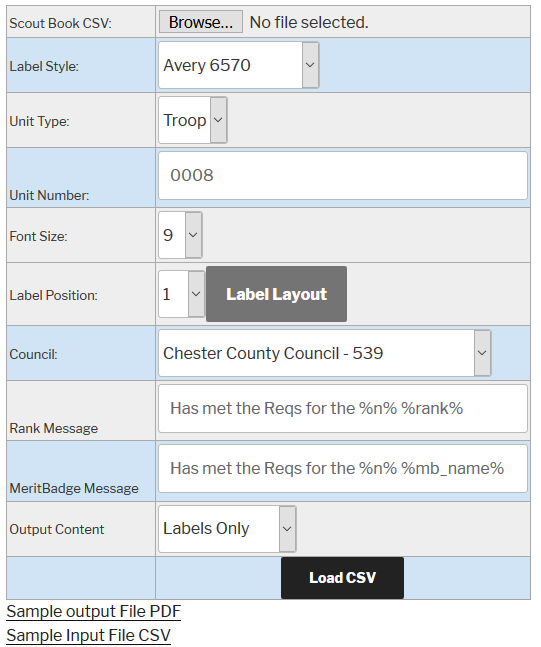 Scout Book CSV: Browse... No file selected.
Label Style: Avery 6570
Unit Type: Troop
Unit Number: 0008
Font Size: 9
Label Position: 1 Label Layout
Council: Chester County Council - 539
Rank Message Has met the Reqs for the %n% %rank%
MeritBadge Message Has met the Reqs for the %n% %mb_name%
Output Content Labels Only
Load CSV
Sample output File PDF
Sample Input File CSV